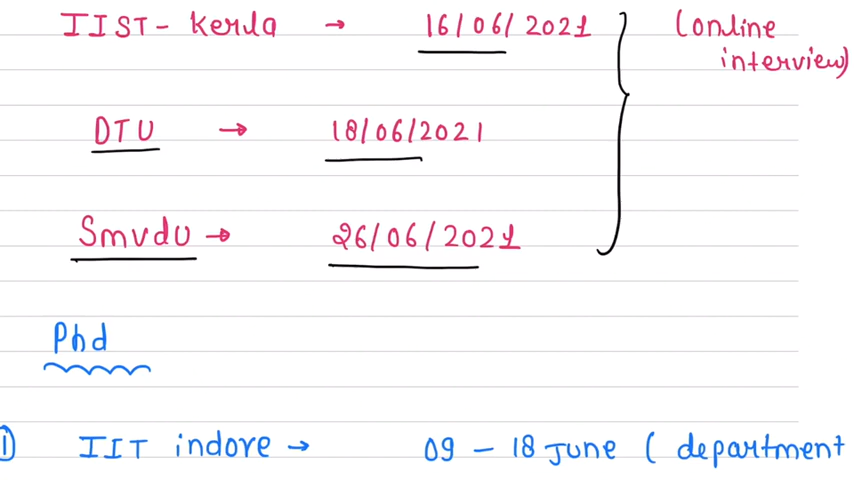 IIST - kerla → 16/06/2021 (online
interview)
DTU → 18/06/2021
Smvdu → 26/06/2021
Phd
① IIT indore → 09 - 18 June ( department